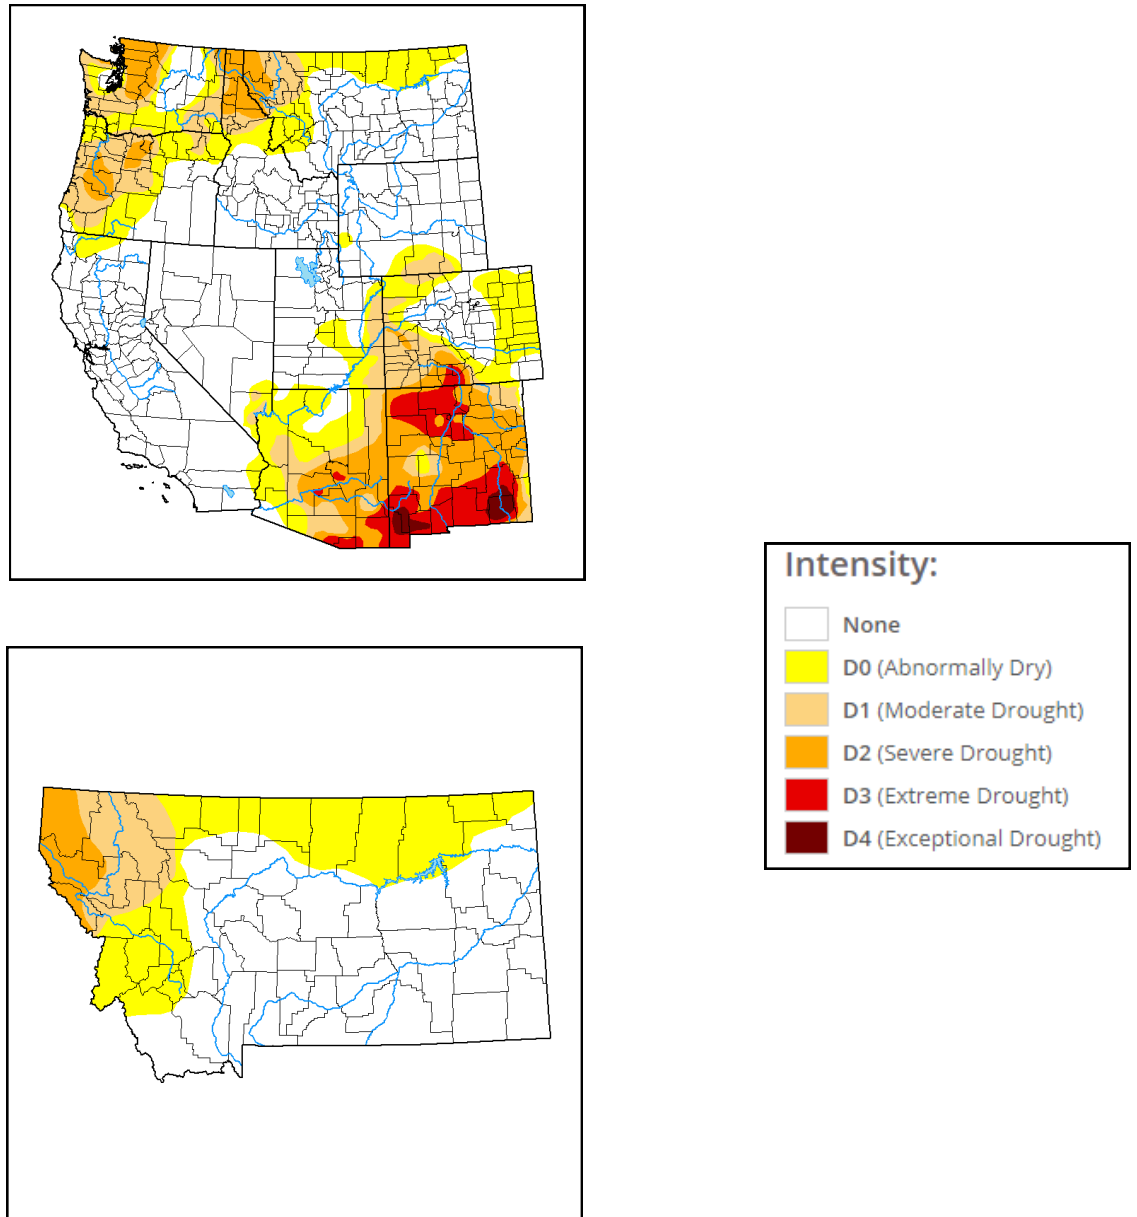 Intensity:
None
D0 (Abnormally Dry)
D1 (Moderate Drought)
D2 (Severe Drought)
D3 (Extreme Drought)
D4 (Exceptional Drought)